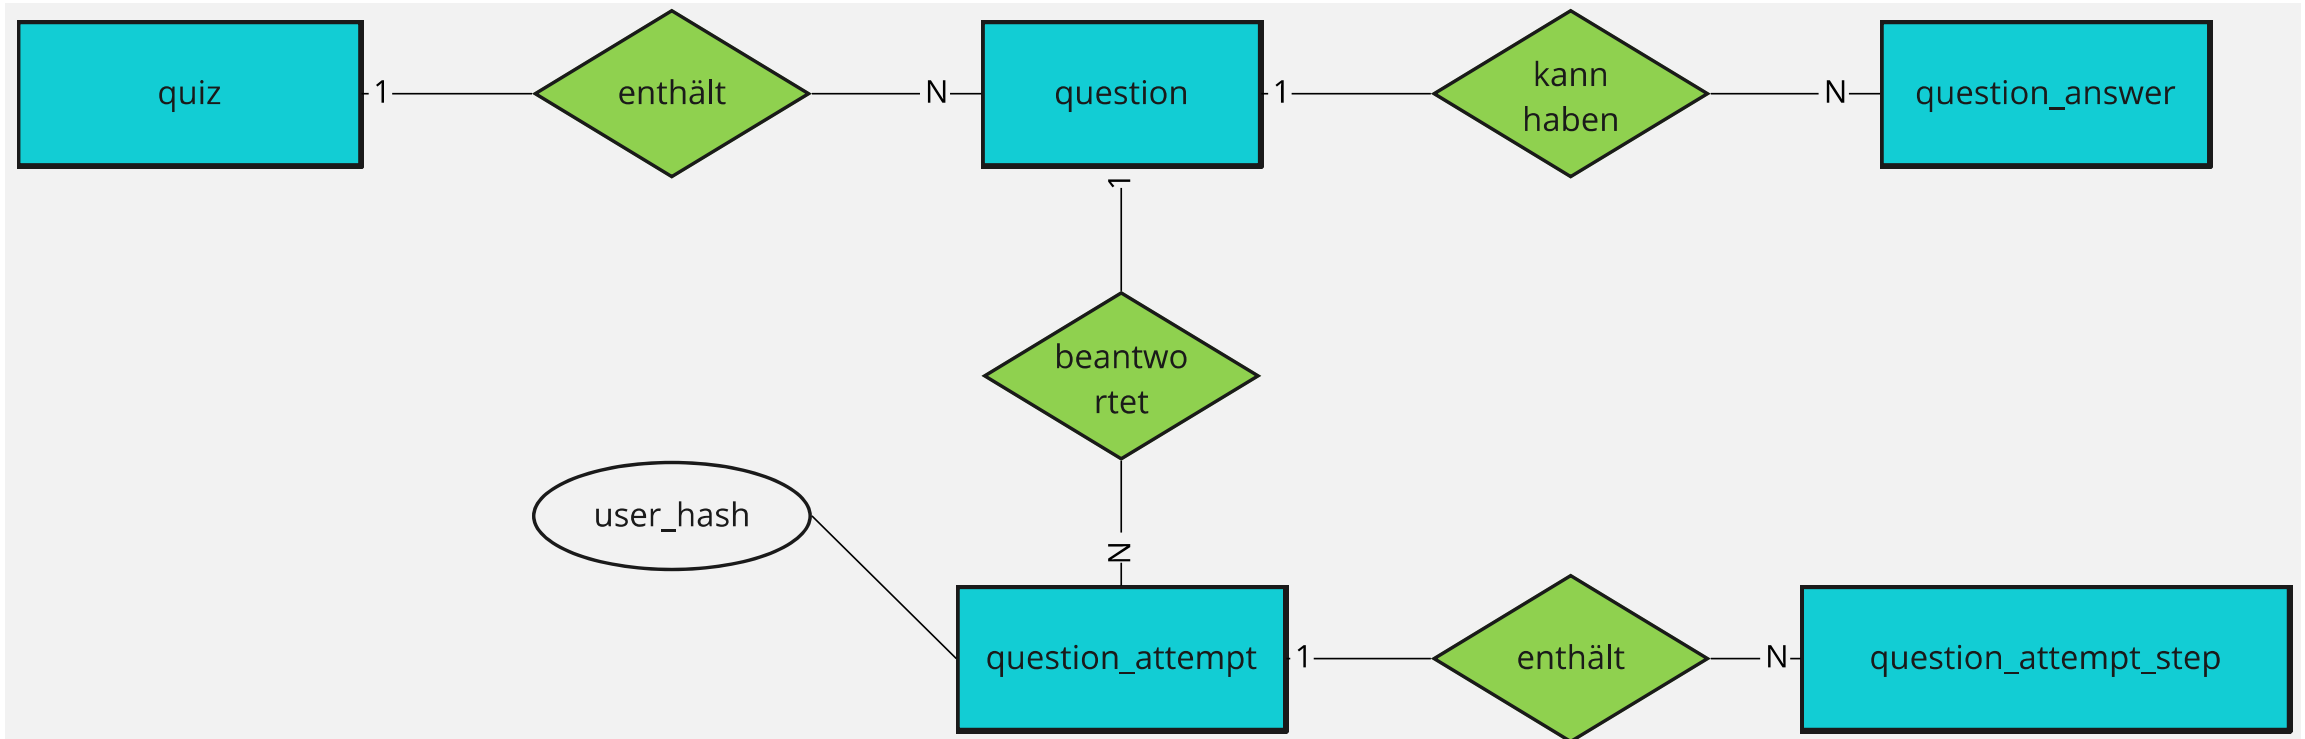 quiz
1
enthält
N
question
1
kann
haben
N
question_answer
1
beantwo
rtet
N
user_hash
question_attempt
1
enthält
N
question_attempt_step